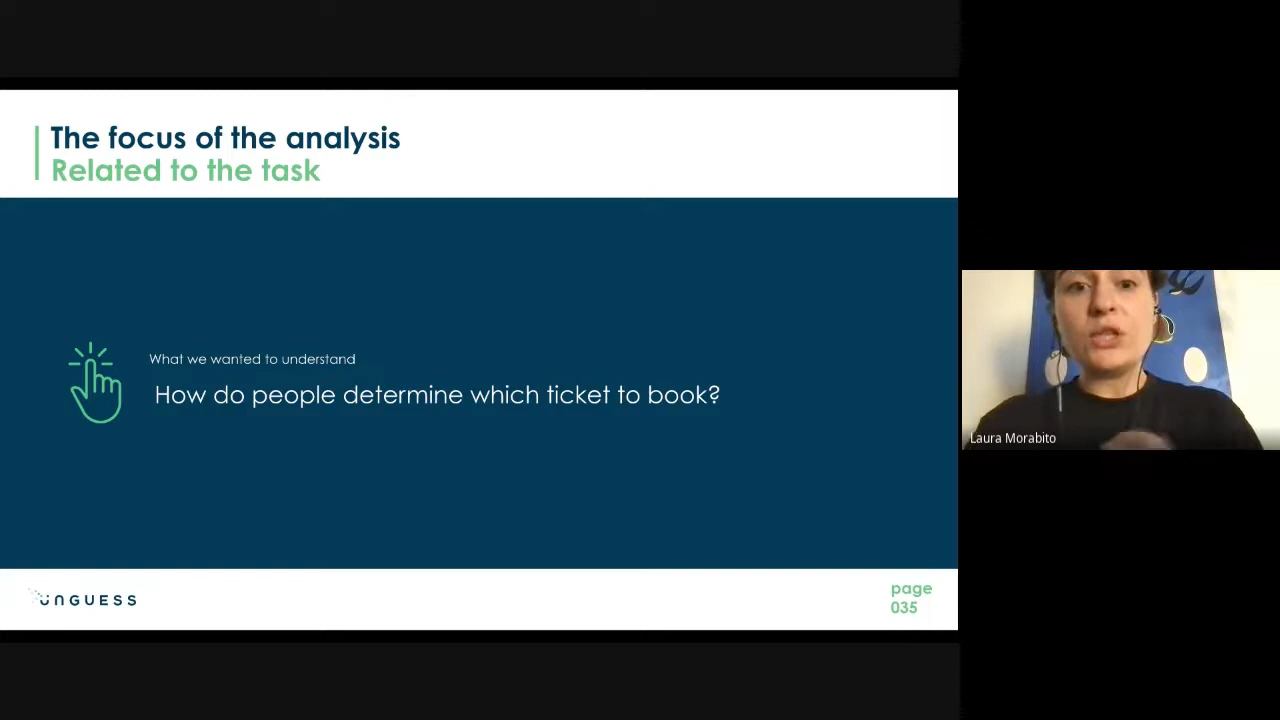 The focus of the analysis
Related to the task
What we wanted to understand
How do people determine which ticket to book?
UNGUESS
page
035
Laura Morabito